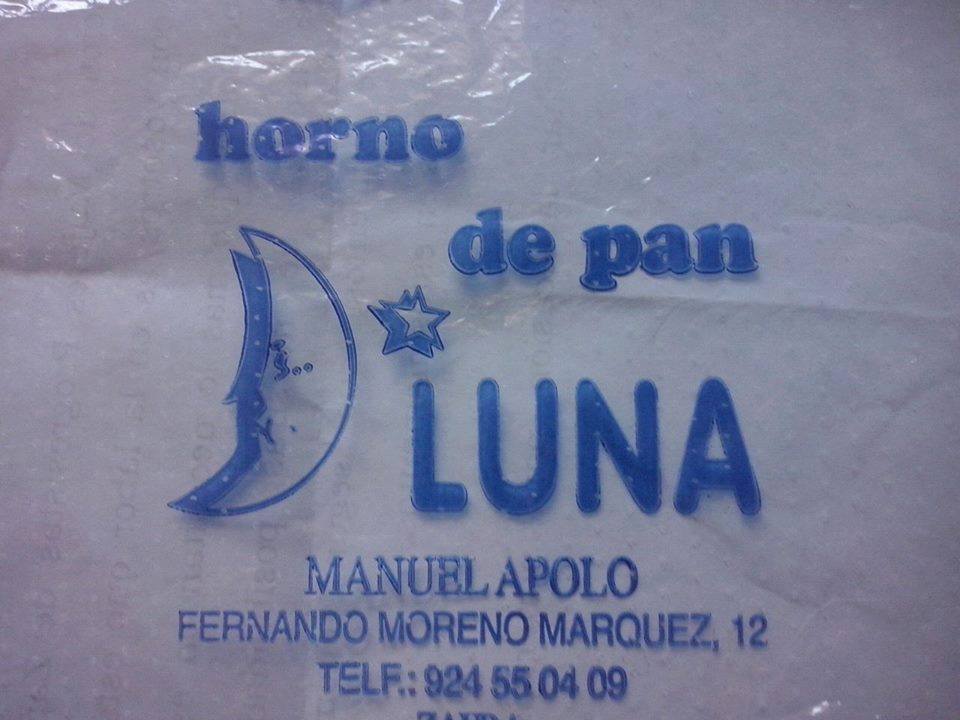 horno
de pan
LUNA
MANUEL APOLO
FERNANDO MORENO MARQUEZ, 12
TELF.: 924 55 04 09